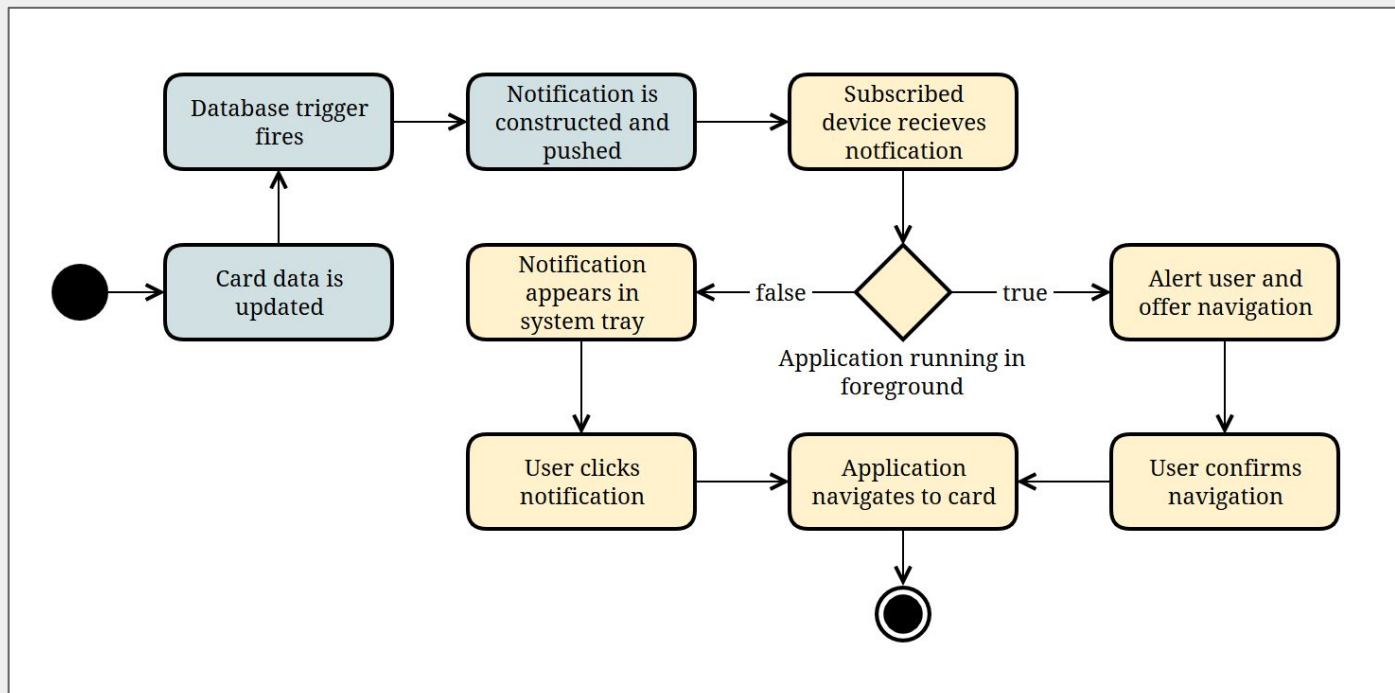 Database trigger
fires
Notification is
constructed and
pushed
Subscribed
device recieves
notfication
Card data is
updated
Notification
appears in
system tray
false
true
Alert user and
offer navigation
Application running in
foreground
User clicks
notification
Application
navigates to card
User confirms
navigation